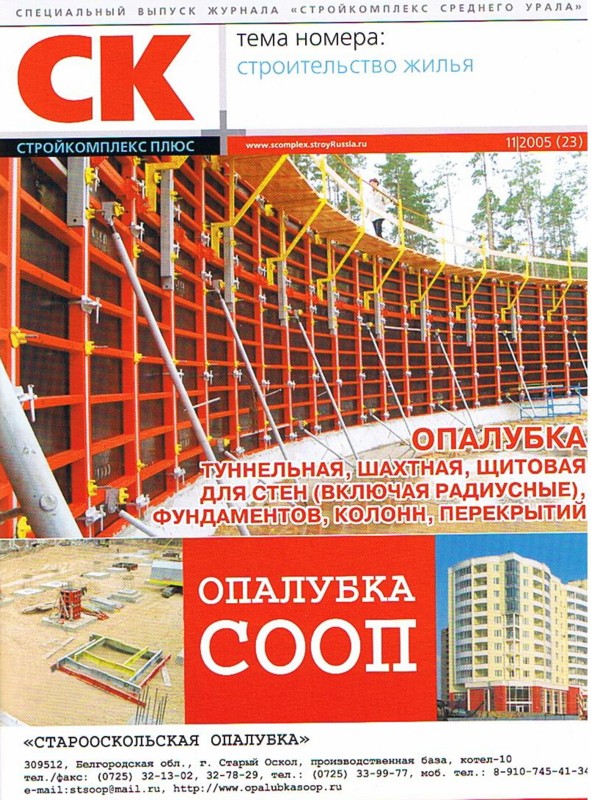 СПЕЦИАЛЬНЫЙ ВЫПУСК ЖУРНАЛА «СТРОЙКОМПЛЕКС СРЕДНЕГО УРАЛА»
СК
тема номера:
строительство жилья
СТРОЙКОМПЛЕКС ПЛЮС
www.scomplex.stroyRussia.ru
11|2005 (23)
ОПАЛУБКА
ТУННЕЛЬНАЯ, ШАХТНАЯ, ЩИТОВАЯ
ДЛЯ СТЕН (ВКЛЮЧАЯ РАДИУСНЫЕ),
ФУНДАМЕНТОВ, КОЛОНН, ПЕРЕКРЫТИЙ
ОПАЛУБКА
СООП
«СТАРООСКОЛЬСКАЯ ОПАЛУБКА»
309512, Белгородская обл., г. Старый Оскол, производственная база, котел-10
тел./факс: (0725) 32-13-02, 32-78-29, тел.: (0725) 33-99-77, моб. тел.: 8-910-745-41-34
e-mail:stsoop@mail.ru, http://www.opalubkasoop.ru